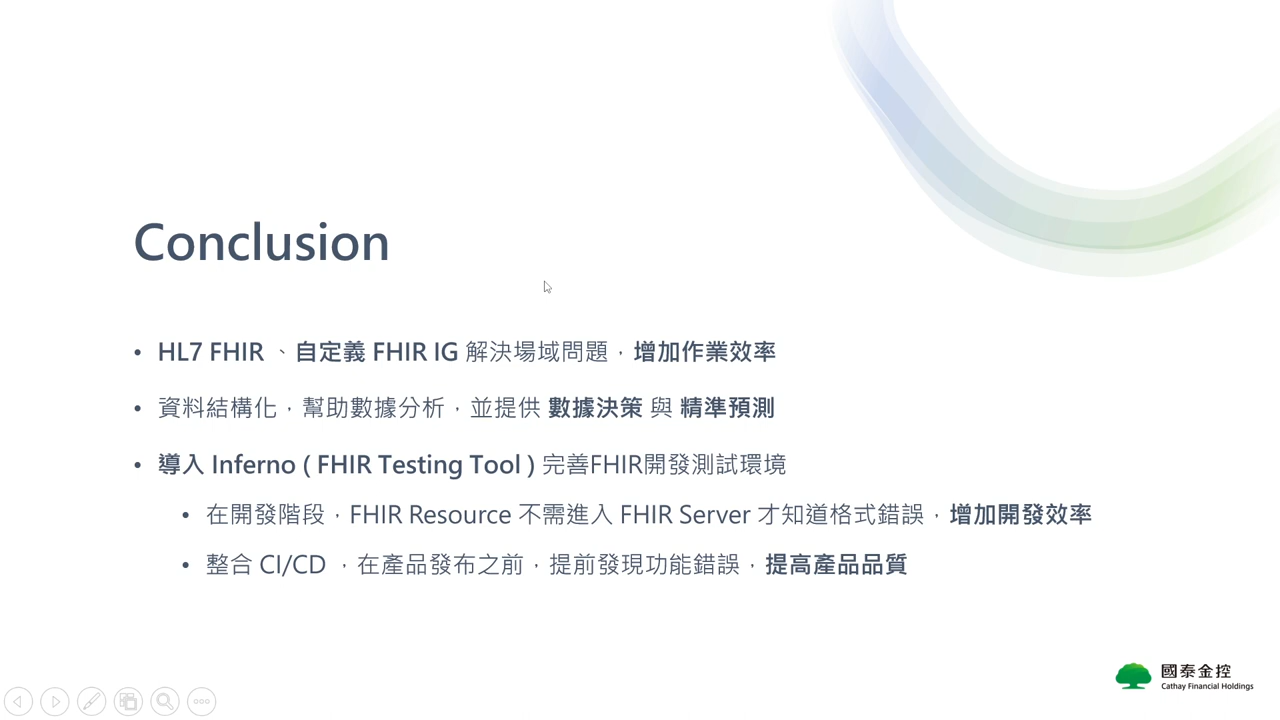 Conclusion
• HL7 FHIR 、自定義 FHIR IG 解決場域問題，增加作業效率
• 資料結構化，幫助數據分析，並提供 數據決策 與 精準預測
• 導入 Inferno ( FHIR Testing Tool ) 完善FHIR開發測試環境
• 在開發階段，FHIR Resource 不需進入 FHIR Server 才知道格式錯誤，增加開發效率
• 整合 CI/CD ，在產品發布之前，提前發現功能錯誤，提高產品品質
國泰金控
Cathay Financial Holdings